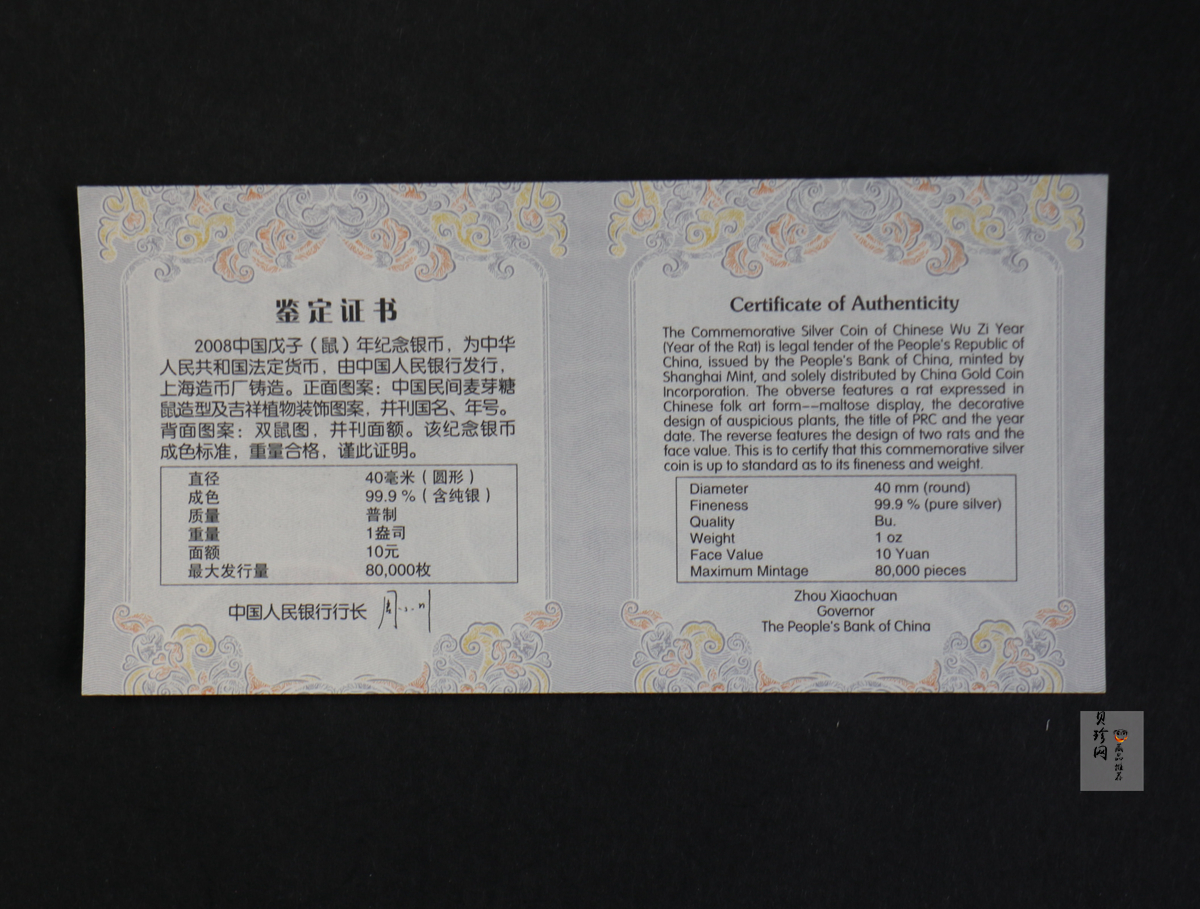 鉴定证书
2008中国戊子（鼠）年纪念银币，为中华
人民共和国法定货币，由中国人民银行发行，
上海造币厂铸造。正面图案：中国民间麦芽糖
鼠造型及吉祥植物装饰图案，并刊国名、年号。
背面图案：双鼠图，并刊面额。该纪念银币
成色标准，重量合格，谨此证明。
直径 40毫米（圆形）
成色 99.9％（含纯银）
质量 普制
重量 1盎司
面额 10元
最大发行量 80,000枚
中国人民银行行长
Certificate of Authenticity
The Commemorative Silver Coin of Chinese Wu Zi Year
(Year of the Rat) is legal tender of the People's Republic of
China, issued by the People's Bank of China, minted by
Shanghai Mint, and solely distributed by China Gold Coin
Incorporation. The obverse features a rat expressed in
Chinese folk art form--maltose display, the decorative
design of auspicious plants, the title of PRC and the year
date. The reverse features the design of two rats and the
face value. This is to certify that this commemorative silver
coin is up to standard as to its fineness and weight.
Diameter 40 mm (round)
Fineness 99.9 % (pure silver)
Quality Bu.
Weight 1 oz
Face Value 10 Yuan
Maximum Mintage 80,000 pieces
Zhou Xiaochuan
Governor
The People's Bank of China
贝珍网
藏品推荐